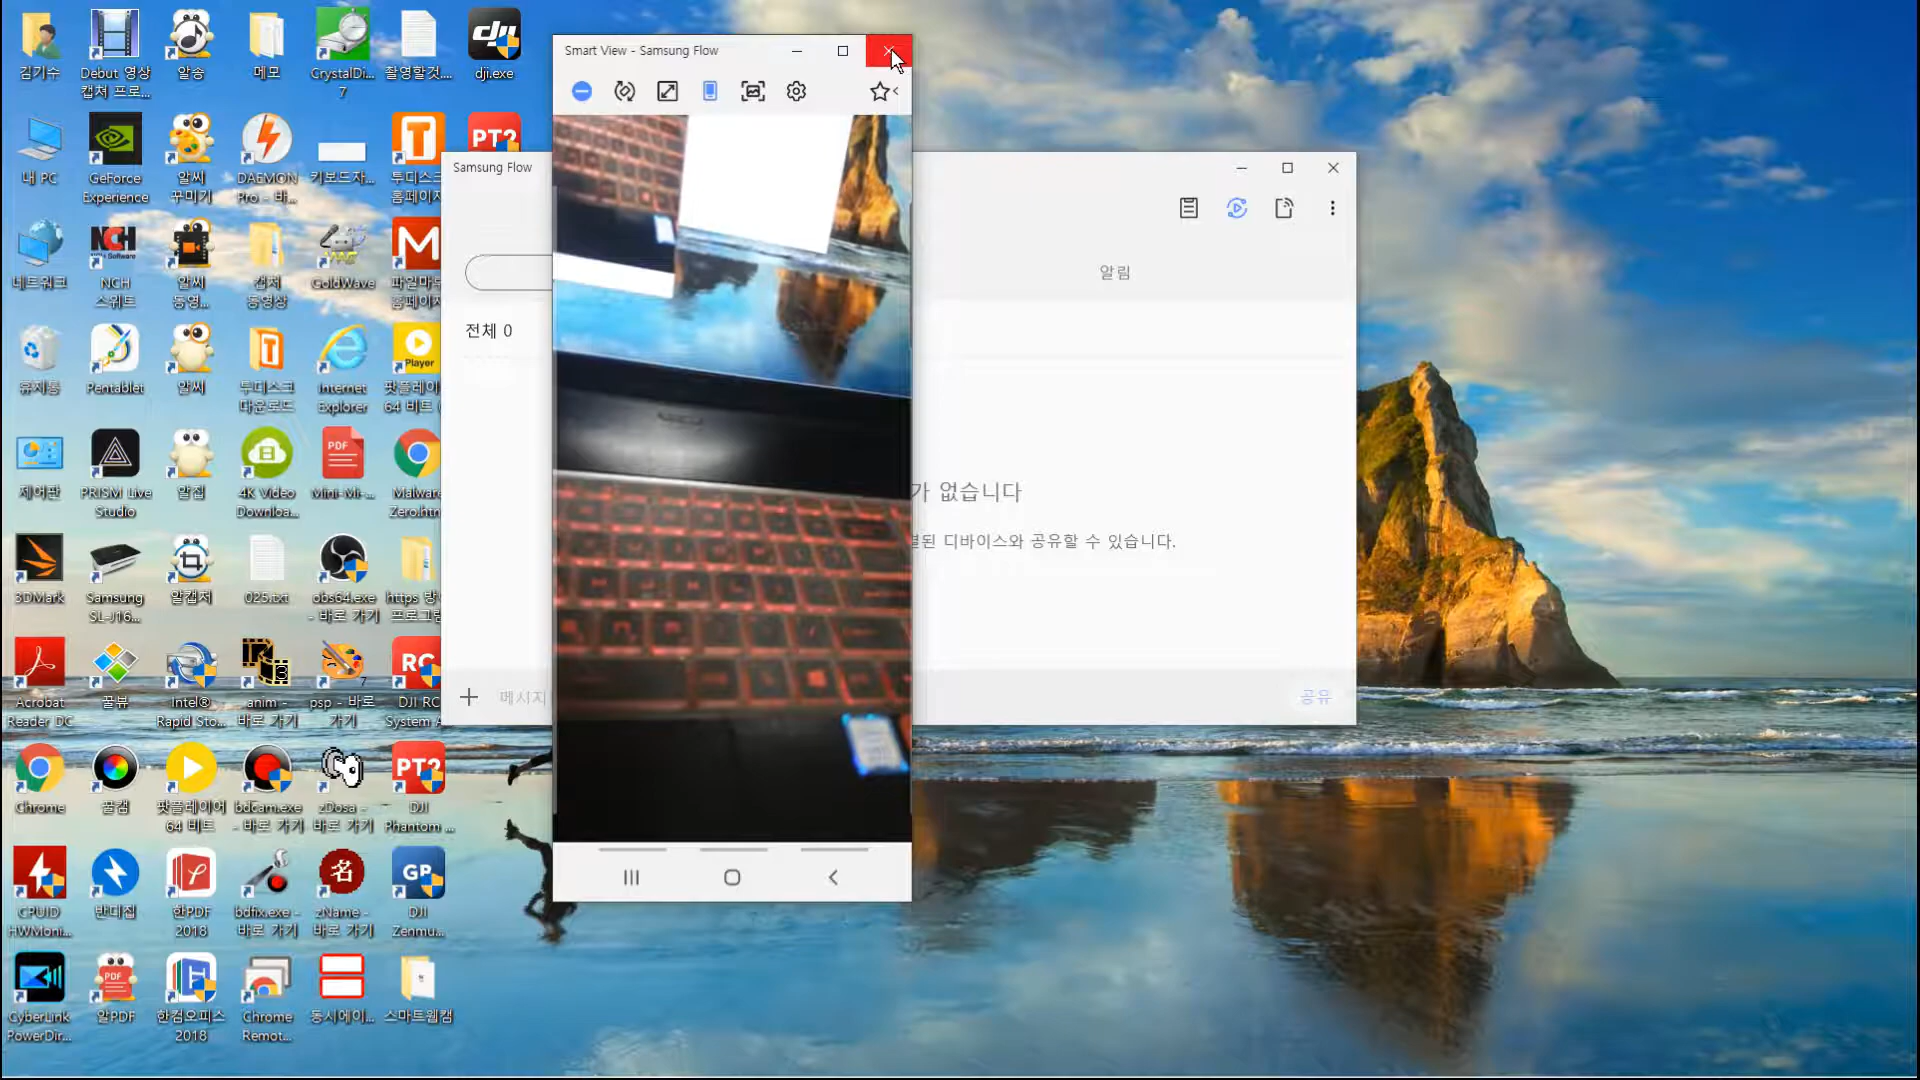 김기수
Debut 영상
캡쳐 프로...
알송
메모
CrystalDi...
7
촬영할것....
dji.exe
내 PC
GeForce
Experience
알씨
꾸미기
DAEMON
Pro - 바...
키보드자...
투디스크
홈페이지
네트워크
NCH
스위트
알씨
동영...
캡처
동영상
GoldWave
홈페이지
휴지통
Pentablet
알씨
투디스크
다운로드
Internet
Explorer
팟플레이어
64 비트
제어판
PRISM Live
Studio
알집
4K Video
Downloa...
Mini-Mi-...
Malware
Zero.htm
3DMark
Samsung
SL-J16...
알캡처
025.txt
obs64.exe
- 바로 가기
https
프로그램
Acrobat
Reader DC
꿀뷰
Intel®
Rapid Sto...
anim -
바로 가기
psp - 바로
가기
DJI RC
System A
Chrome
꿀캠
팟플레이어
64 비트
bdcam.exe
- 바로 가기
zDosa -
바로 가기
DJI
Phantom ...
CPUID
HWMoni...
반디집
한PDF
2018
bdfix.exe -
바로 가기
zName -
바로 가기
DJI
Zenmu...
CyberLink
PowerDir...
알PDF
한컴오피스
2018
Chrome
Remot...
동시에이...
스마트웹캠
Smart View - Samsung Flow
Samsung Flow
알림
전체 0
가 없습니다
결된 디바이스와 공유할 수 있습니다.
메시지
공유